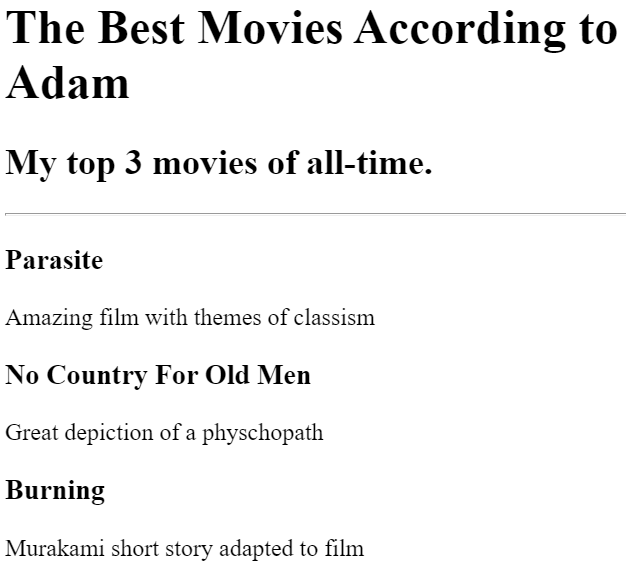 The Best Movies According to
Adam
My top 3 movies of all-time.
Parasite
Amazing film with themes of classism
No Country For Old Men
Great depiction of a physchopath
Burning
Murakami short story adapted to film